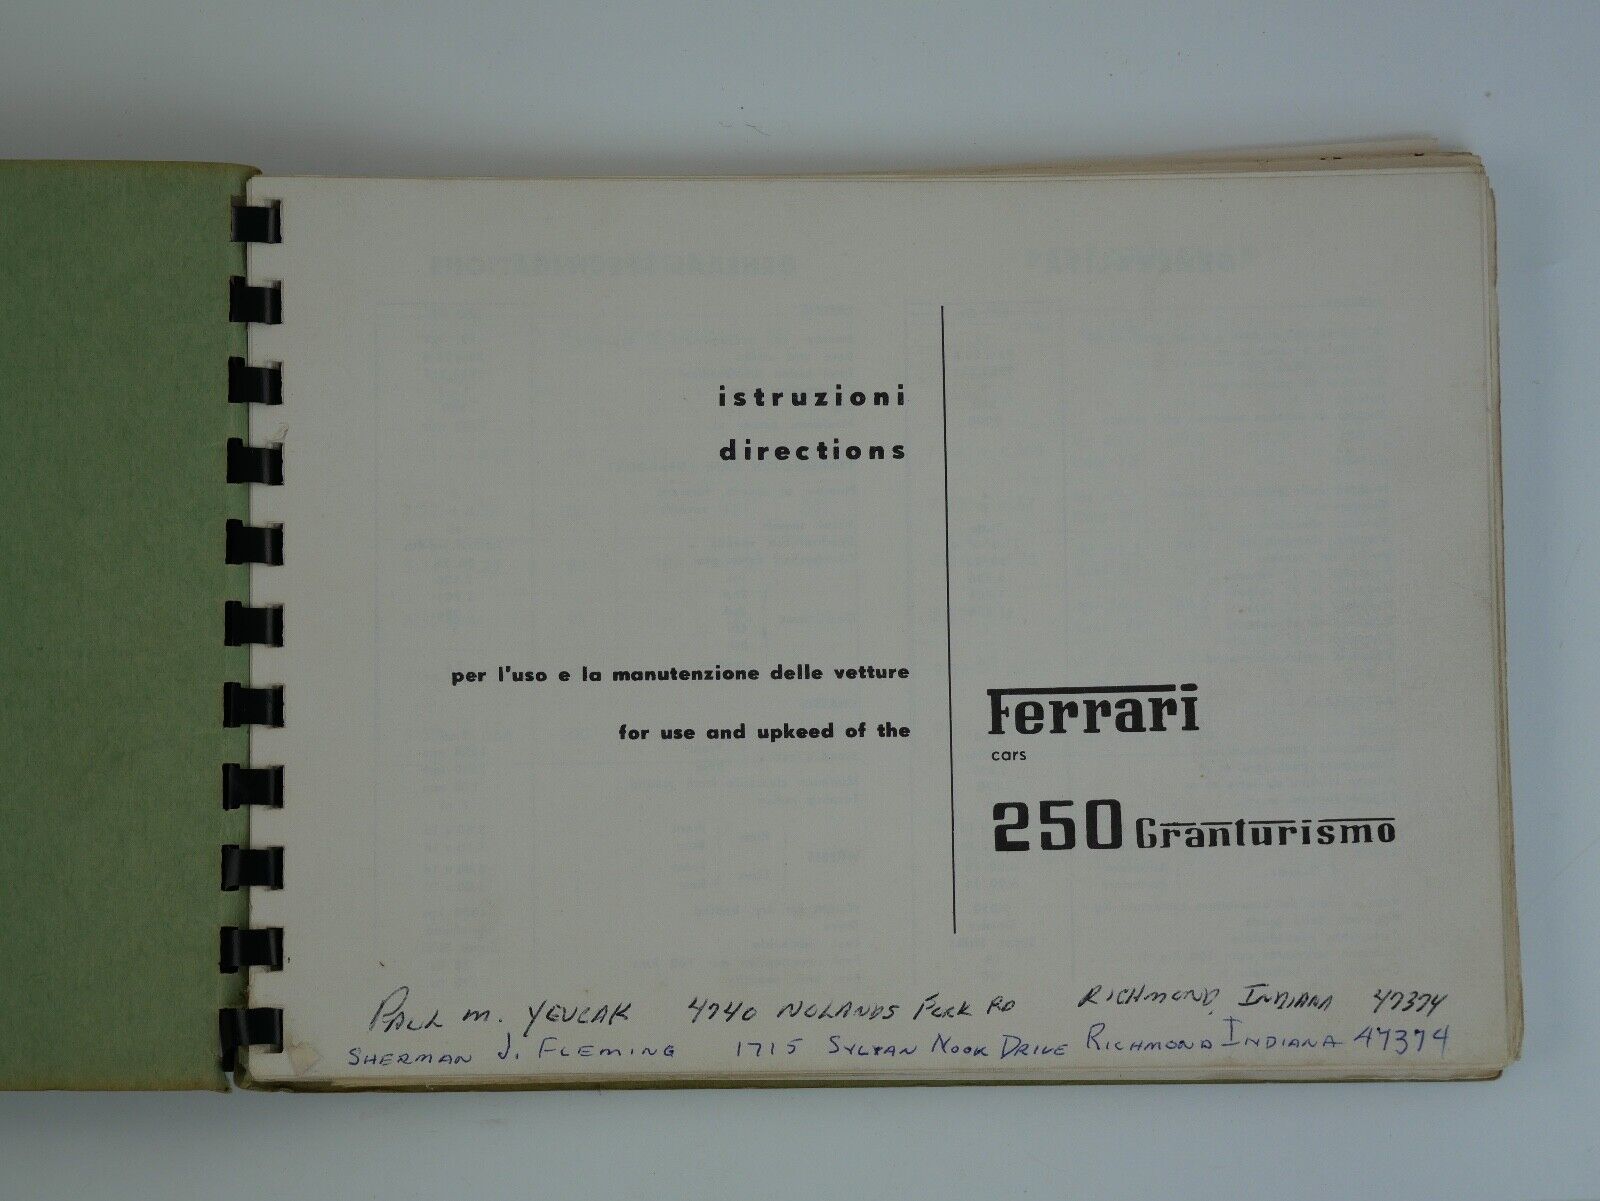 istruzioni
directions
per l'uso e la manutenzione delle vetture
for use and upkeed of the
Ferrari
cars
250 Granturismo
PAUL M. YEVCAK 4740 NOLANDS FORK RD RICHMOND, INDIANA 47374
SHERMAN J. FLEMING 1715 SYLVAN NOOK DRIVE RICHMOND INDIANA 47374